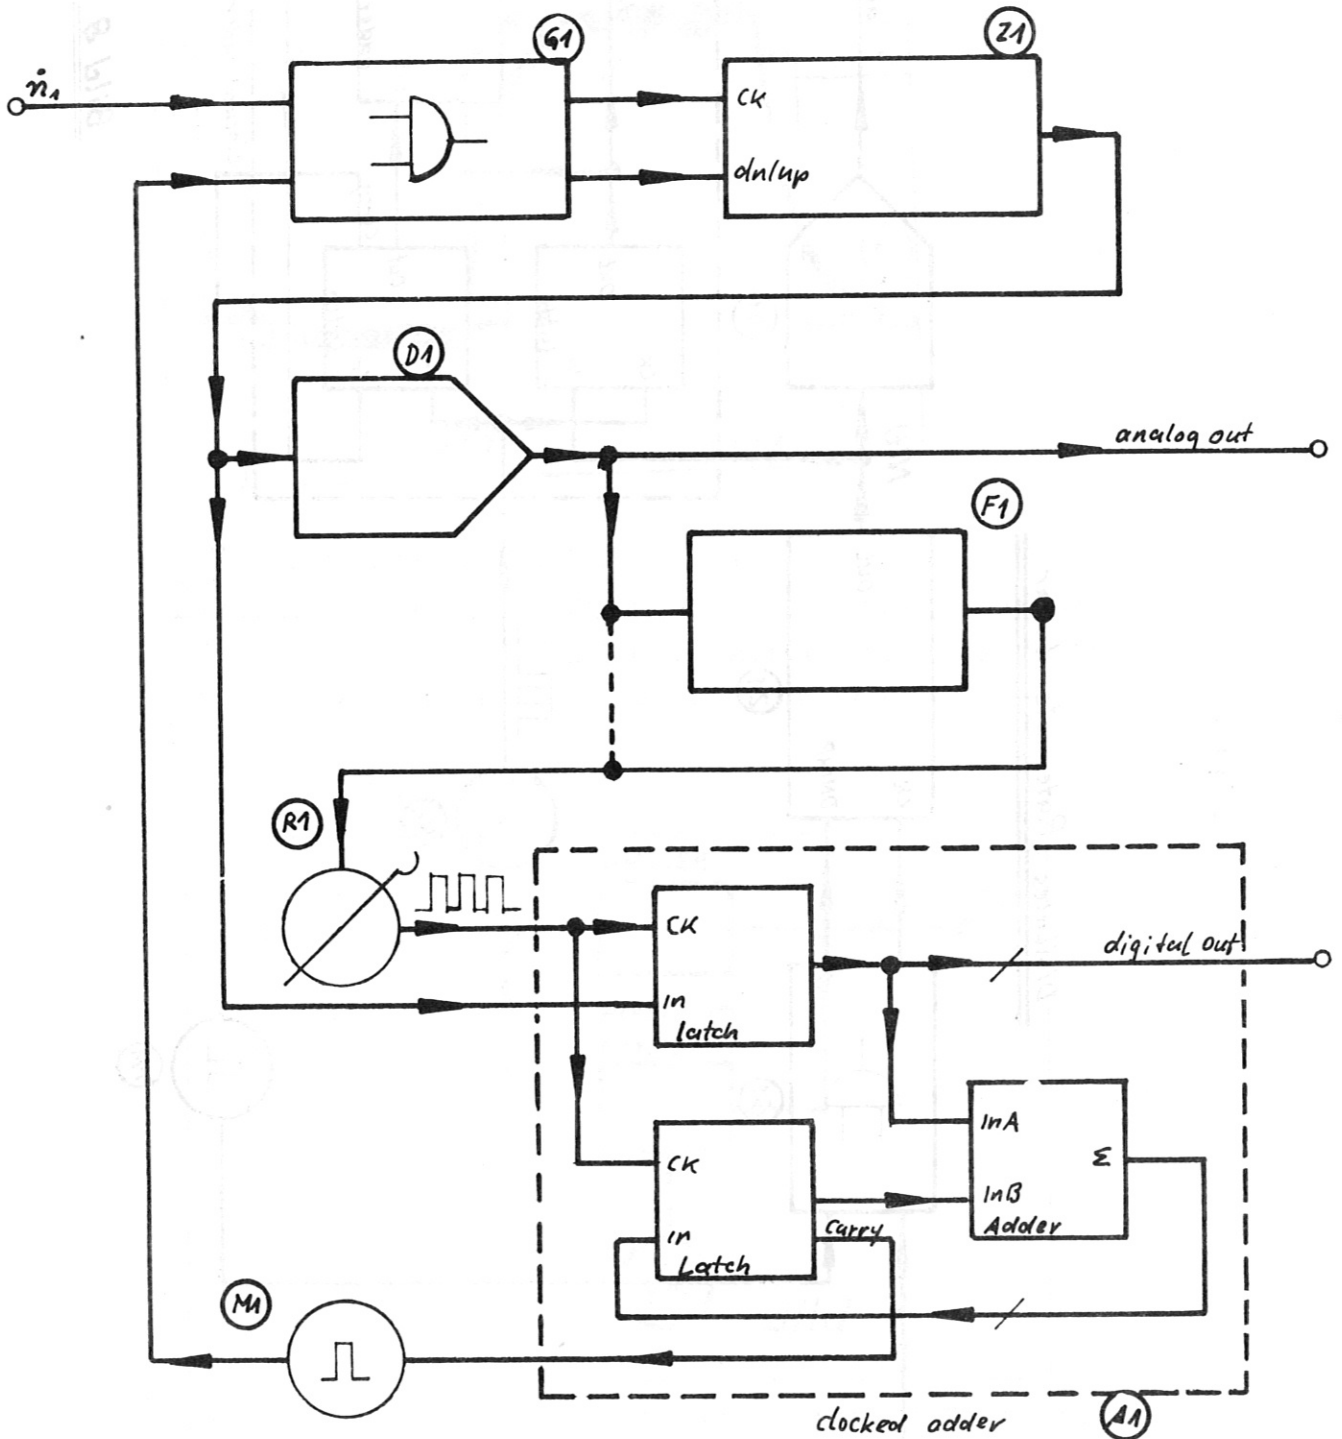 G1
Z1
ṅ₁
CK
dn/up
D1
analog out
F1
R1
CK
digital out
In
latch
InA
CK
Σ
InB
carry
Adder
In
Latch
M1
clocked adder
A1